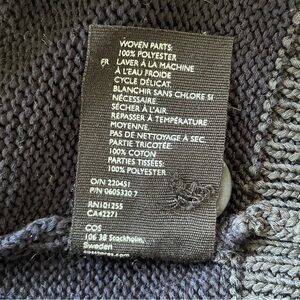 WOVEN PARTS:
100% POLYESTER
FR LAVER À LA MACHINE
À L'EAU FROIDE
CYCLE DÉLICAT
BLANCHIR SANS CHLORE SI
NÉCESSAIRE
SÉCHER À L'AIR
REPASSER À TEMPÉRATURE
MOYENNE,
PAS DE NETTOYAGE À SEC,
PARTIE TRICOTÉE:
100% COTON
PARTIES TISSÉES:
100% POLYESTER
O/N 220451
P/N 0605320 7
RN101255
CA42271
COS
106 38 Stockholm,
Sweden